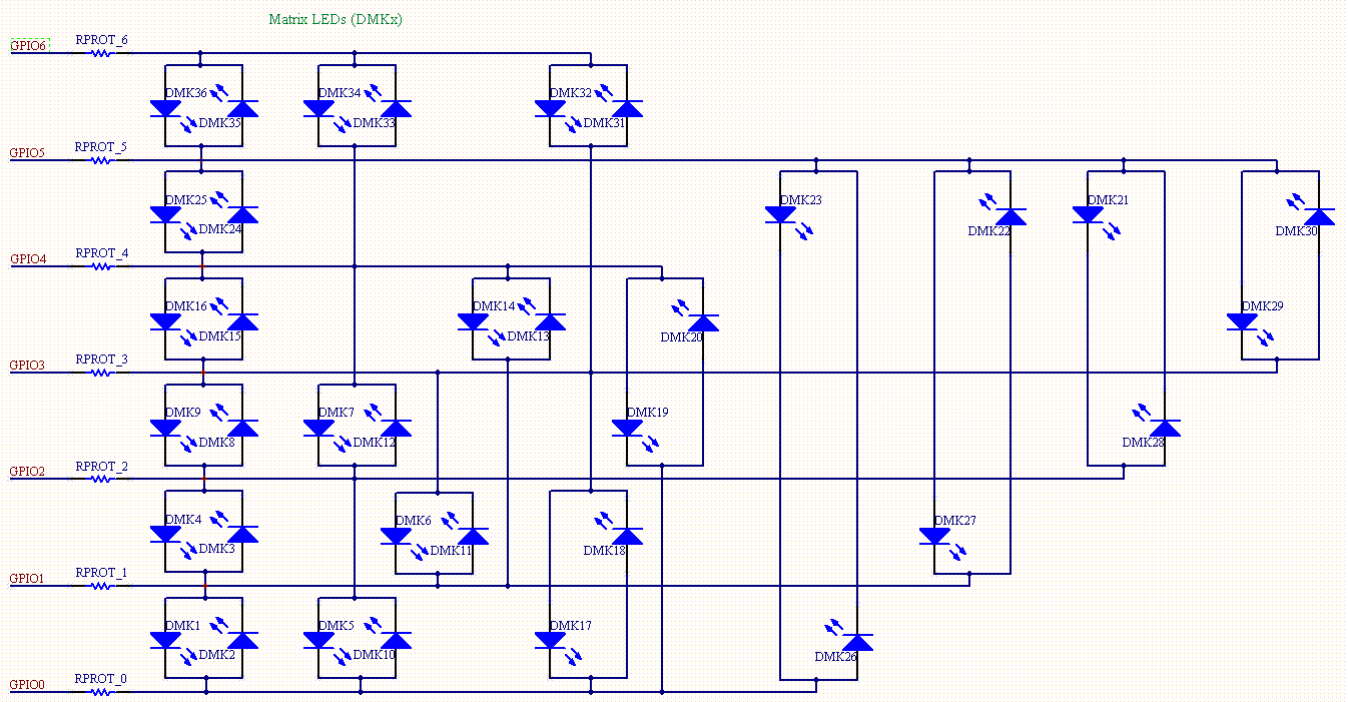 Matrix LEDs (DMKx)
GPIO6 RPROT_6
DMK36 DMK34 DMK32
DMK35 DMK33 DMK31
GPIO5 RPROT_5
DMK25 DMK23 DMK21
DMK24 DMK22 DMK30
GPIO4 RPROT_4
DMK16 DMK14 DMK29
DMK15 DMK13 DMK20
GPIO3 RPROT_3
DMK9 DMK7 DMK19
DMK8 DMK12 DMK28
GPIO2 RPROT_2
DMK4 DMK6 DMK27
DMK3 DMK11 DMK18
GPIO1 RPROT_1
DMK1 DMK5 DMK17
DMK2 DMK10 DMK26
GPIO0 RPROT_0